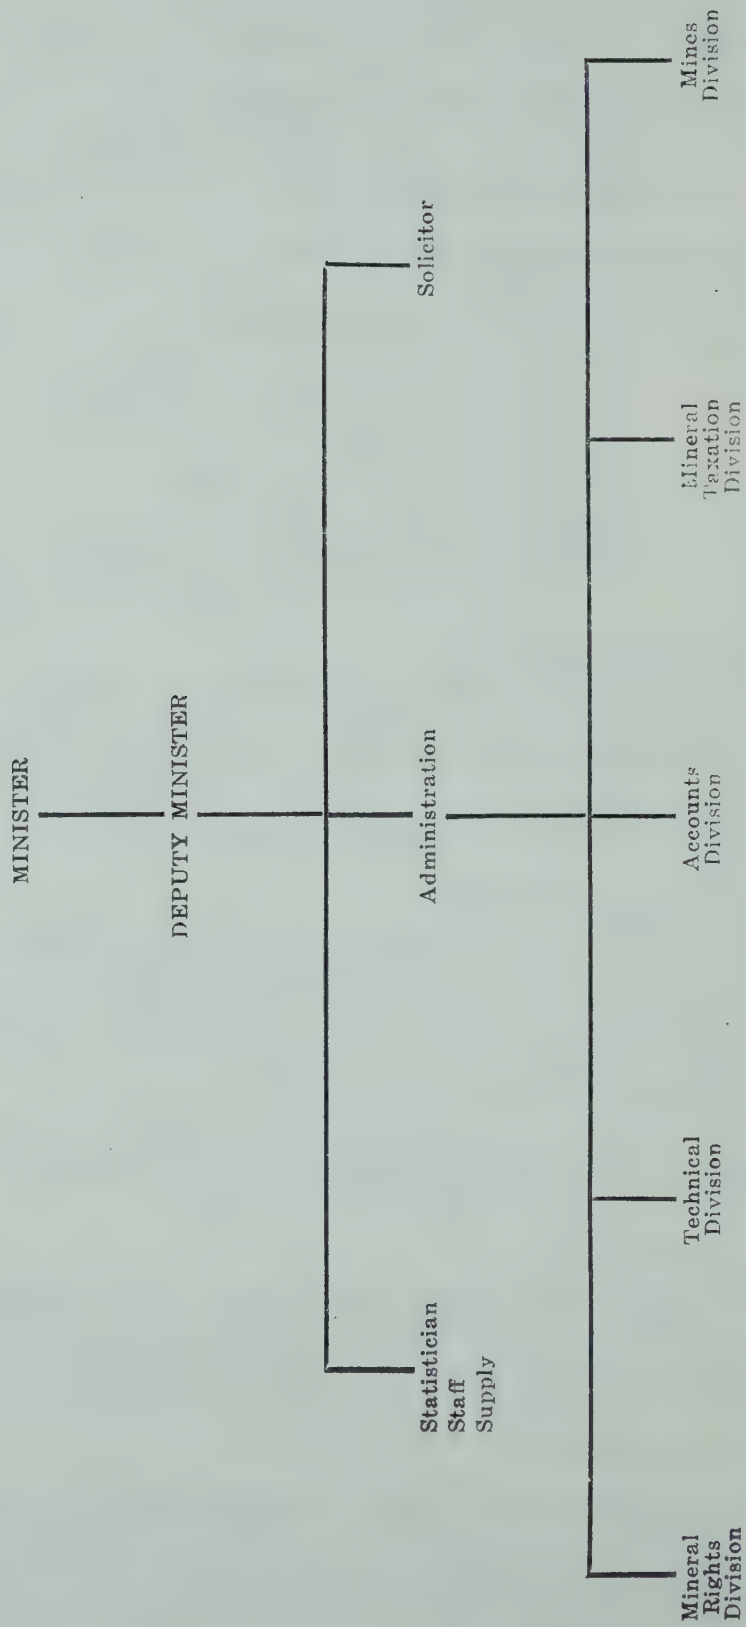 MINISTER
DEPUTY MINISTER
Statistician
Staff
Supply
Administration
Solicitor
Mineral
Rights
Division
Technical
Division
Accounts
Division
Mineral
Taxation
Division
Mines
Division